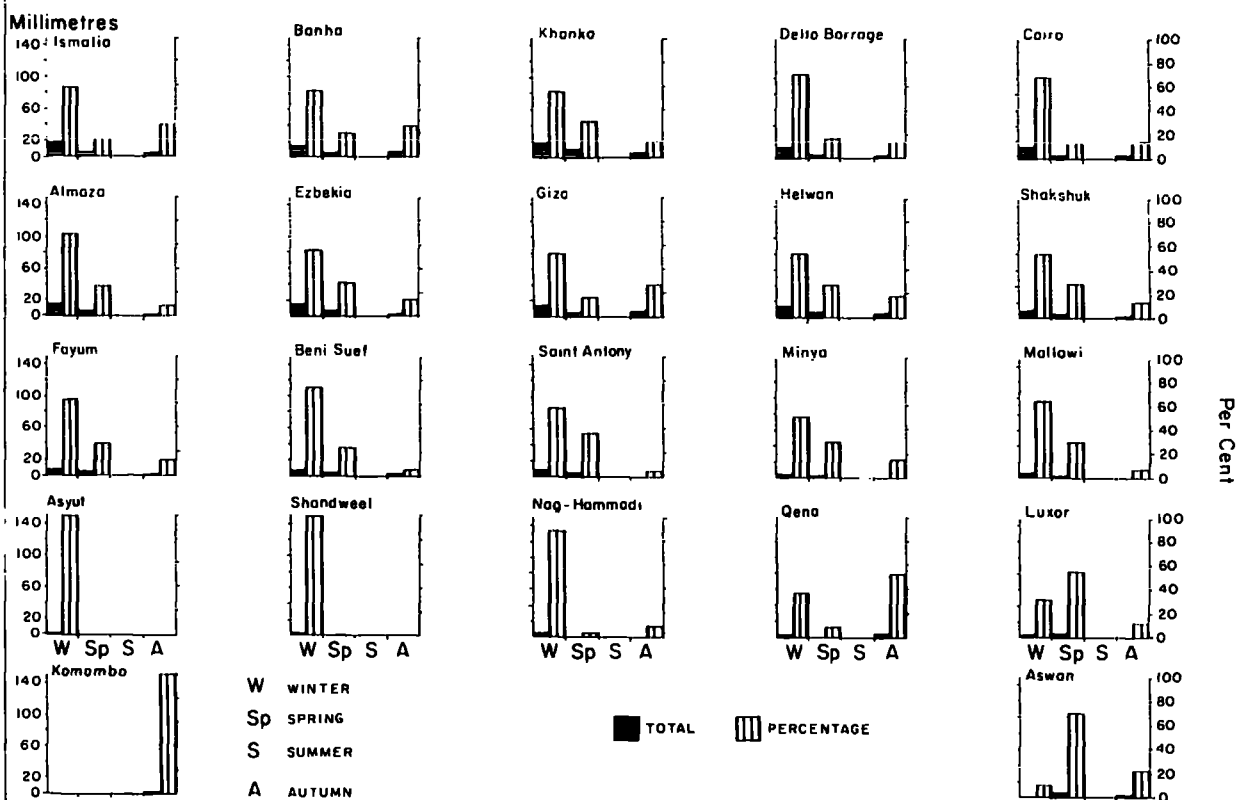 Millimetres
Ismalia Banha Khanka Delta Barrage Cairo
140 100 60 20 0
100 80 60 40 20 0
Almaza Ezbekia Giza Helwan Shakshuk
140 100 60 20 0
100 80 60 40 20 0
Fayum Beni Suef Saint Antony Minya Mallawi
140 100 60 20 0
100 80 60 40 20 0
Per Cent
Asyut Shandweel Nag-Hammadi Qena Luxor
140 100 60 20 0
100 80 60 40 20 0
W Sp S A W Sp S A W Sp S A W Sp S A W Sp S A
Komombo Aswan
140 100 60 20 0
100 80 60 40 20 0
W WINTER
Sp SPRING
S SUMMER
A AUTUMN
TOTAL PERCENTAGE